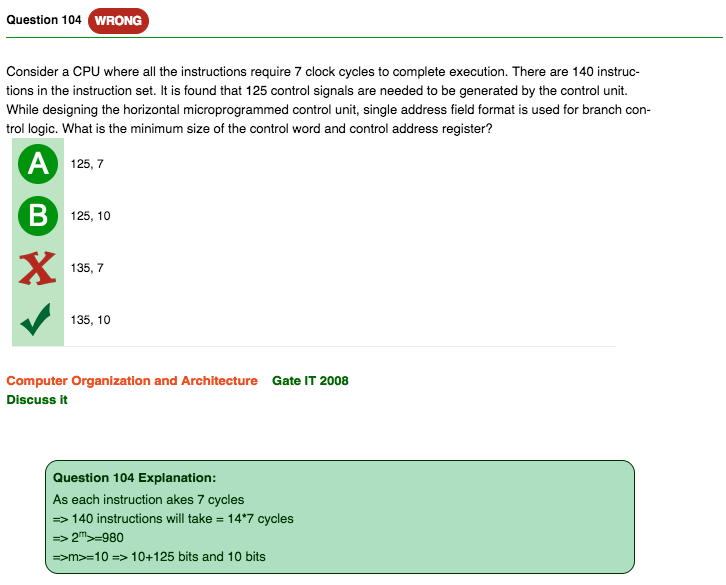 Question 104 WRONG
Consider a CPU where all the instructions require 7 clock cycles to complete execution. There are 140 instruc-
tions in the instruction set. It is found that 125 control signals are needed to be generated by the control unit.
While designing the horizontal microprogrammed control unit, single address field format is used for branch con-
trol logic. What is the minimum size of the control word and control address register?
A 125, 7
B 125, 10
135, 7
135, 10
Computer Organization and Architecture Gate IT 2008
Discuss it
Question 104 Explanation:
As each instruction akes 7 cycles
=> 140 instructions will take = 14*7 cycles
=> 2^m>=980
=>m>=10 => 10+125 bits and 10 bits